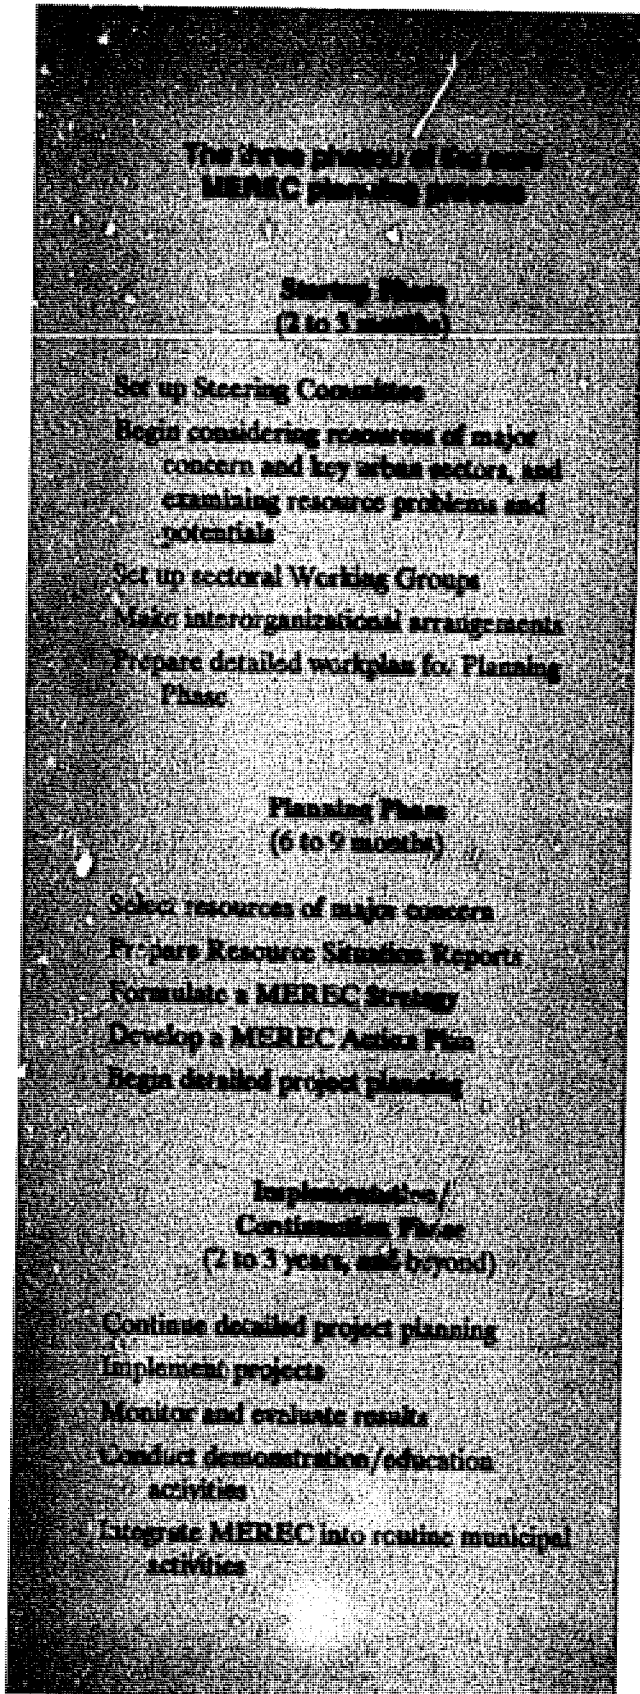 The three phases of the
MEREC planning process
Startup Phase
(2 to 3 months)
Set up Steering Committee
Begin considering resources of major
concern and key urban sectors, and
examining resource problems and
potentials
Set up sectoral Working Groups
Make interorganizational arrangements
Prepare detailed workplan for Planning
Phase
Planning Phase
(6 to 9 months)
Select resources of major concern
Prepare Resource Situation Reports
Formulate a MEREC Strategy
Develop a MEREC Action Plan
Begin detailed project planning
Implementation/
Continuation Phase
(2 to 3 years, and beyond)
Continue detailed project planning
Implement projects
Monitor and evaluate results
Conduct demonstration/education
activities
Integrate MEREC into routine municipal
activities